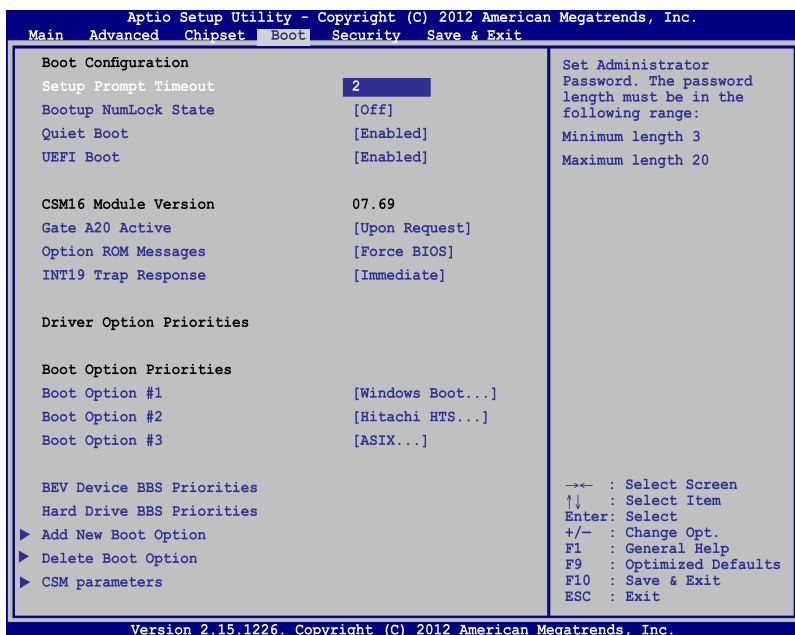 Aptio Setup Utility - Copyright (C) 2012 American Megatrends, Inc.
Main Advanced Chipset Boot Security Save & Exit
Boot Configuration
Setup Prompt Timeout 2
Bootup NumLock State [Off]
Quiet Boot [Enabled]
UEFI Boot [Enabled]
CSM16 Module Version 07.69
Gate A20 Active [Upon Request]
Option ROM Messages [Force BIOS]
INT19 Trap Response [Immediate]
Driver Option Priorities
Boot Option Priorities
Boot Option #1 [Windows Boot...]
Boot Option #2 [Hitachi HTS...]
Boot Option #3 [ASIX...]
BEV Device BBS Priorities
Hard Drive BBS Priorities
▶ Add New Boot Option
▶ Delete Boot Option
▶ CSM parameters
Set Administrator
Password. The password
length must be in the
following range:
Minimum length 3
Maximum length 20
→← : Select Screen
↑↓ : Select Item
Enter: Select
+/— : Change Opt.
F1 : General Help
F9 : Optimized Defaults
F10 : Save & Exit
ESC : Exit
Version 2.15.1226. Copyright (C) 2012 American Megatrends, Inc.